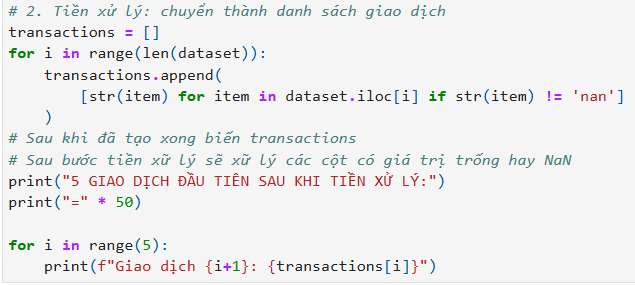 # 2. Tiền xử lý: chuyển thành danh sách giao dịch
transactions = []
for i in range(len(dataset)):
    transactions.append(
        [str(item) for item in dataset.iloc[i] if str(item) != 'nan']
    )
# Sau khi đã tạo xong biến transactions
# Sau bước tiền xữ lý sẽ xữ lý các cột có giá trị trống hay NaN
print("5 GIAO DỊCH ĐẦU TIÊN SAU KHI TIỀN XỬ LÝ:")
print("=" * 50)
for i in range(5):
    print(f"Giao dịch {i+1}: {transactions[i]}")